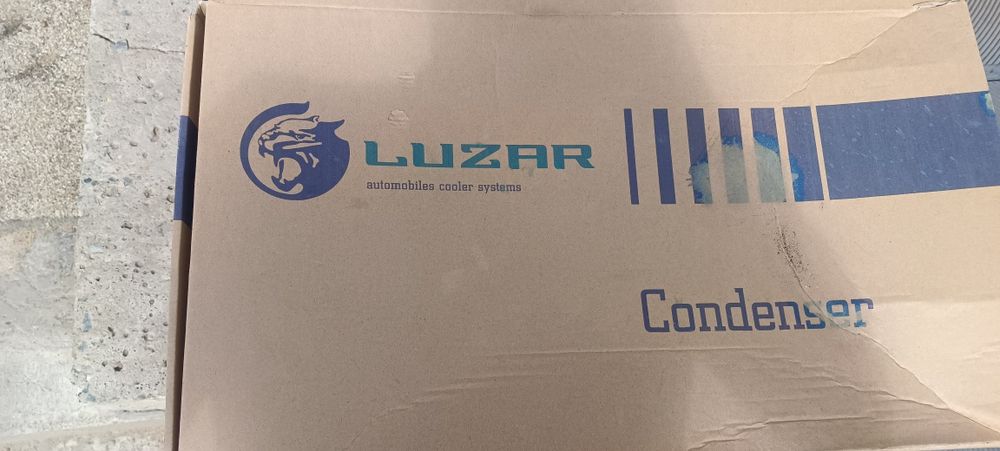 LUZAR
automobiles cooler systems
Condenser